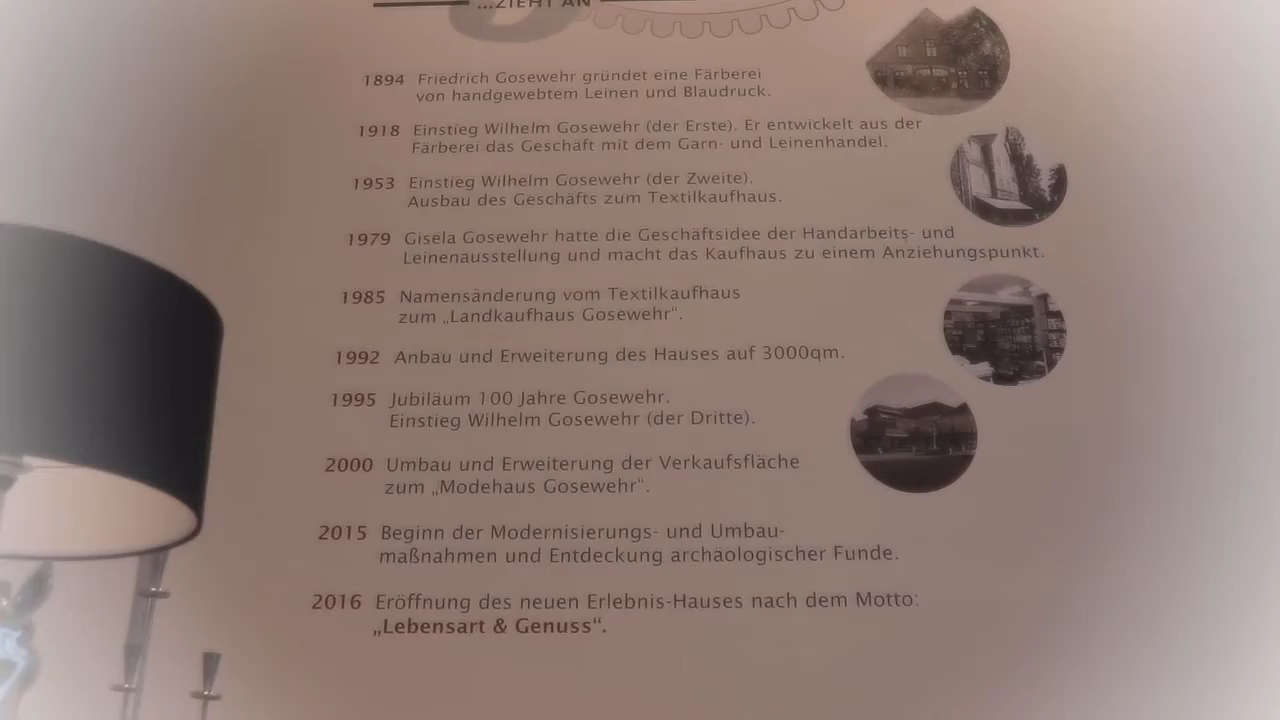 ...ZIEHT AN
1894 Friedrich Gosewehr gründet eine Färberei
von handgewebtem Leinen und Blaudruck.
1918 Einstieg Wilhelm Gosewehr (der Erste). Er entwickelt aus der
Färberei das Geschäft mit dem Garn- und Leinenhandel.
1953 Einstieg Wilhelm Gosewehr (der Zweite).
Ausbau des Geschäfts zum Textilkaufhaus.
1979 Gisela Gosewehr hatte die Geschäftsidee der Handarbeits- und
Leinenausstellung und macht das Kaufhaus zu einem Anziehungspunkt.
1985 Namensänderung vom Textilkaufhaus
zum „Landkaufhaus Gosewehr“.
1992 Anbau und Erweiterung des Hauses auf 3000qm.
1995 Jubiläum 100 Jahre Gosewehr.
Einstieg Wilhelm Gosewehr (der Dritte).
2000 Umbau und Erweiterung der Verkaufsfläche
zum „Modehaus Gosewehr“.
2015 Beginn der Modernisierungs- und Umbau-
maßnahmen und Entdeckung archäologischer Funde.
2016 Eröffnung des neuen Erlebnis-Hauses nach dem Motto:
„Lebensart & Genuss“.